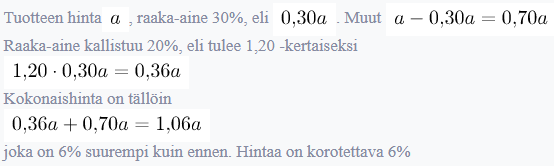 Tuotteen hinta a , raaka-aine 30%, eli 0,30a . Muut a − 0,30a = 0,70a
Raaka-aine kallistuu 20%, eli tulee 1,20 -kertaiseksi
1,20 · 0,30a = 0,36a
Kokonaishinta on tällöin
0,36a + 0,70a = 1,06a
joka on 6% suurempi kuin ennen. Hintaa on korotettava 6%